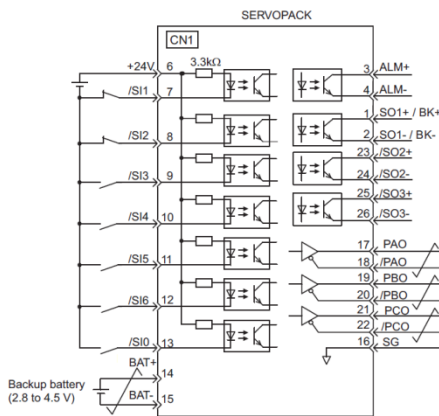 SERVOPACK
CN1
+24V 6 3.3kΩ
3 ALM+
/SI1 7
4 ALM-
1 SO1+ / BK+
/SI2 8
2 SO1- / BK-
23 /SO2+
/SI3 9
24 /SO2-
25 /SO3+
/SI4 10
26 /SO3-
17 PAO
/SI5 11
18 /PAO
19 PBO
/SI6 12
20 /PBO
21 PCO
22 /PCO
/SI0 13
16 SG
BAT+ 14
Backup battery
(2.8 to 4.5 V)
BAT- 15